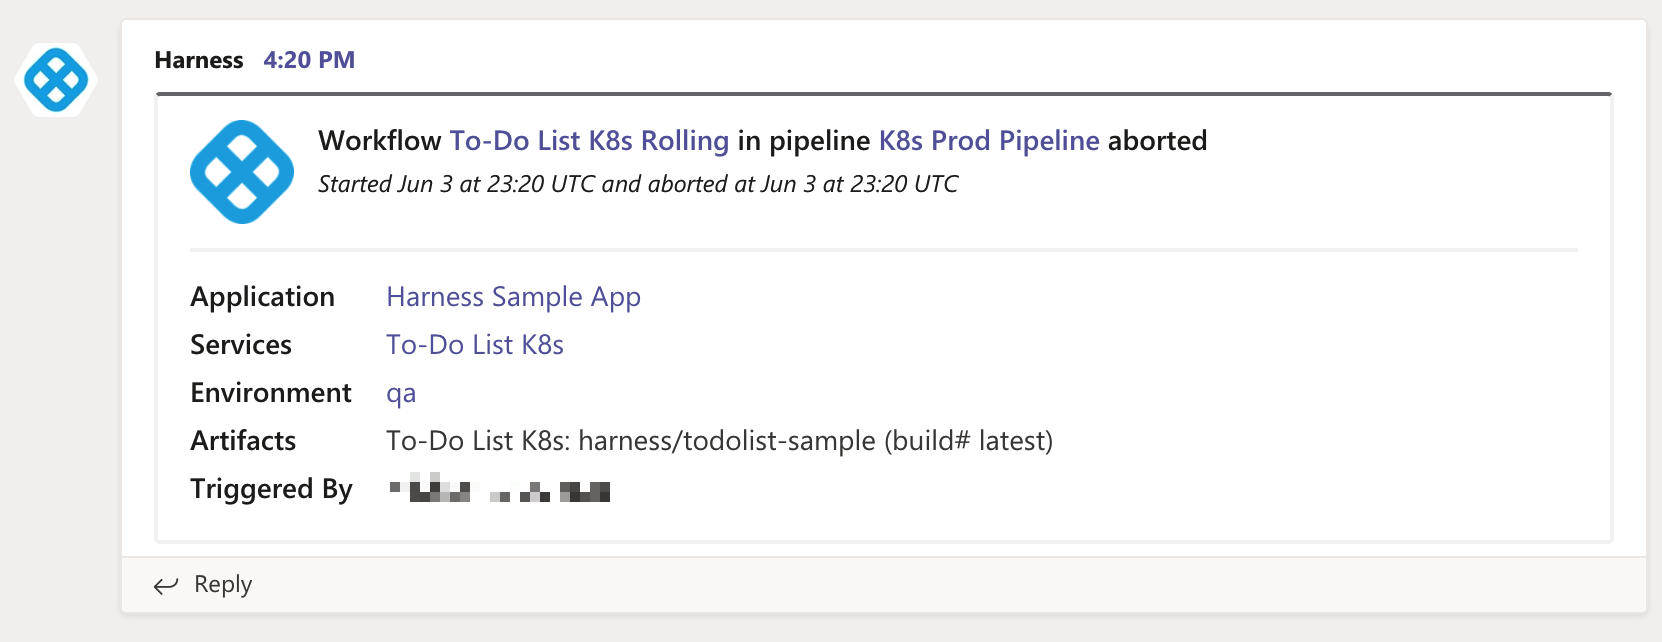 Harness 4:20 PM
Workflow To-Do List K8s Rolling in pipeline K8s Prod Pipeline aborted
Started Jun 3 at 23:20 UTC and aborted at Jun 3 at 23:20 UTC
Application Harness Sample App
Services To-Do List K8s
Environment qa
Artifacts To-Do List K8s: harness/todolist-sample (build# latest)
Triggered By
Reply